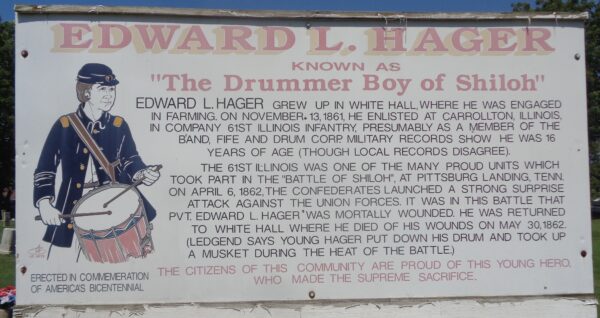 EDWARD L. HAGER
KNOWN AS
"The Drummer Boy of Shiloh"
EDWARD L. HAGER GREW UP IN WHITE HALL, WHERE HE WAS ENGAGED
IN FARMING. ON NOVEMBER 13, 1861, HE ENLISTED AT CARROLLTON, ILLINOIS,
IN COMPANY 61ST ILLINOIS INFANTRY, PRESUMABLY AS A MEMBER OF THE
BAND, FIFE AND DRUM CORP. MILITARY RECORDS SHOW HE WAS 16
YEARS OF AGE (THOUGH LOCAL RECORDS DISAGREE).
THE 61ST ILLINOIS WAS ONE OF THE MANY PROUD UNITS WHICH
TOOK PART IN THE "BATTLE OF SHILOH", AT PITTSBURG LANDING, TENN.
ON APRIL 6, 1862, THE CONFEDERATES LAUNCHED A STRONG SURPRISE
ATTACK AGAINST THE UNION FORCES. IT WAS IN THIS BATTLE THAT
PVT. EDWARD L. HAGER WAS MORTALLY WOUNDED. HE WAS RETURNED
TO WHITE HALL WHERE HE DIED OF HIS WOUNDS ON MAY 30, 1862.
(LEDGEND SAYS YOUNG HAGER PUT DOWN HIS DRUM AND TOOK UP
A MUSKET DURING THE HEAT OF THE BATTLE.)
THE CITIZENS OF THIS COMMUNITY ARE PROUD OF THIS YOUNG HERO,
WHO MADE THE SUPREME SACRIFICE.
ERECTED IN COMMEMERATION
OF AMERICA'S BICENTENNIAL